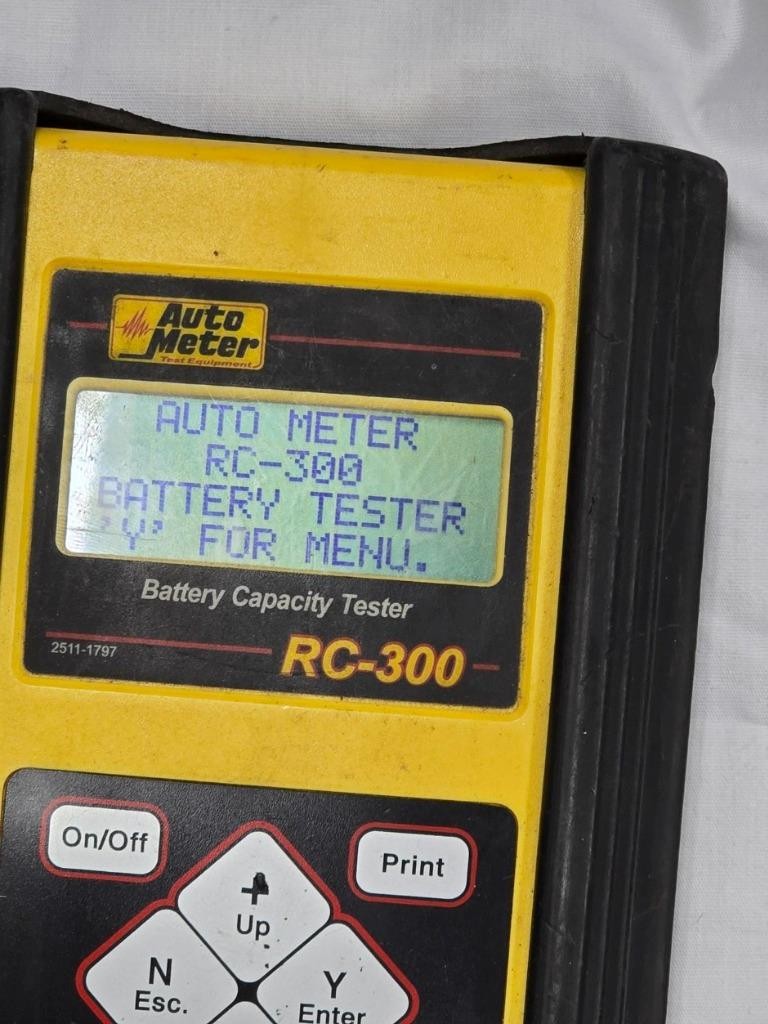 Auto
Meter
Test Equipment
AUTO METER
RC-300
BATTERY TESTER
'Y' FOR MENU.
Battery Capacity Tester
2511-1797
RC-300
On/Off
Print
+
Up
N
Esc.
Y
Enter